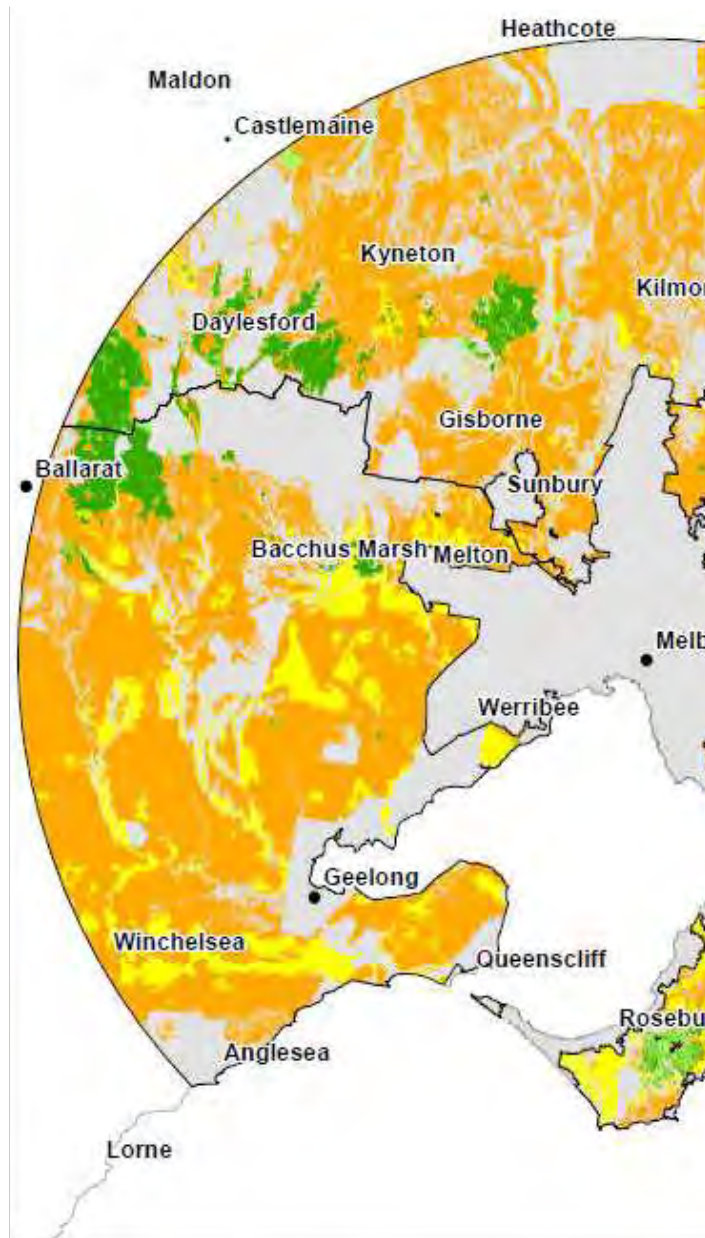 Heathcote
Maldon
Castlemaine
Kyneton
Kilmor
Daylesford
Gisborne
Ballarat
Sunbury
Bacchus Marsh
Melton
Melb
Werribee
Geelong
Winchelsea
Queenscliff
Rosebu
Anglesea
Lorne